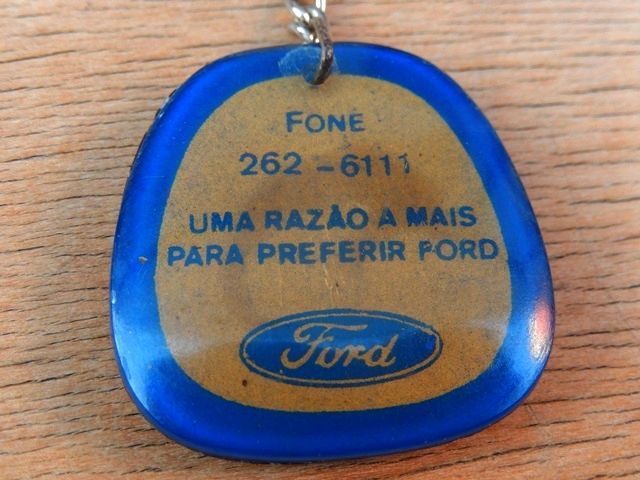 FONE
262-6111
UMA RAZÃO A MAIS
PARA PREFERIR FORD
Ford